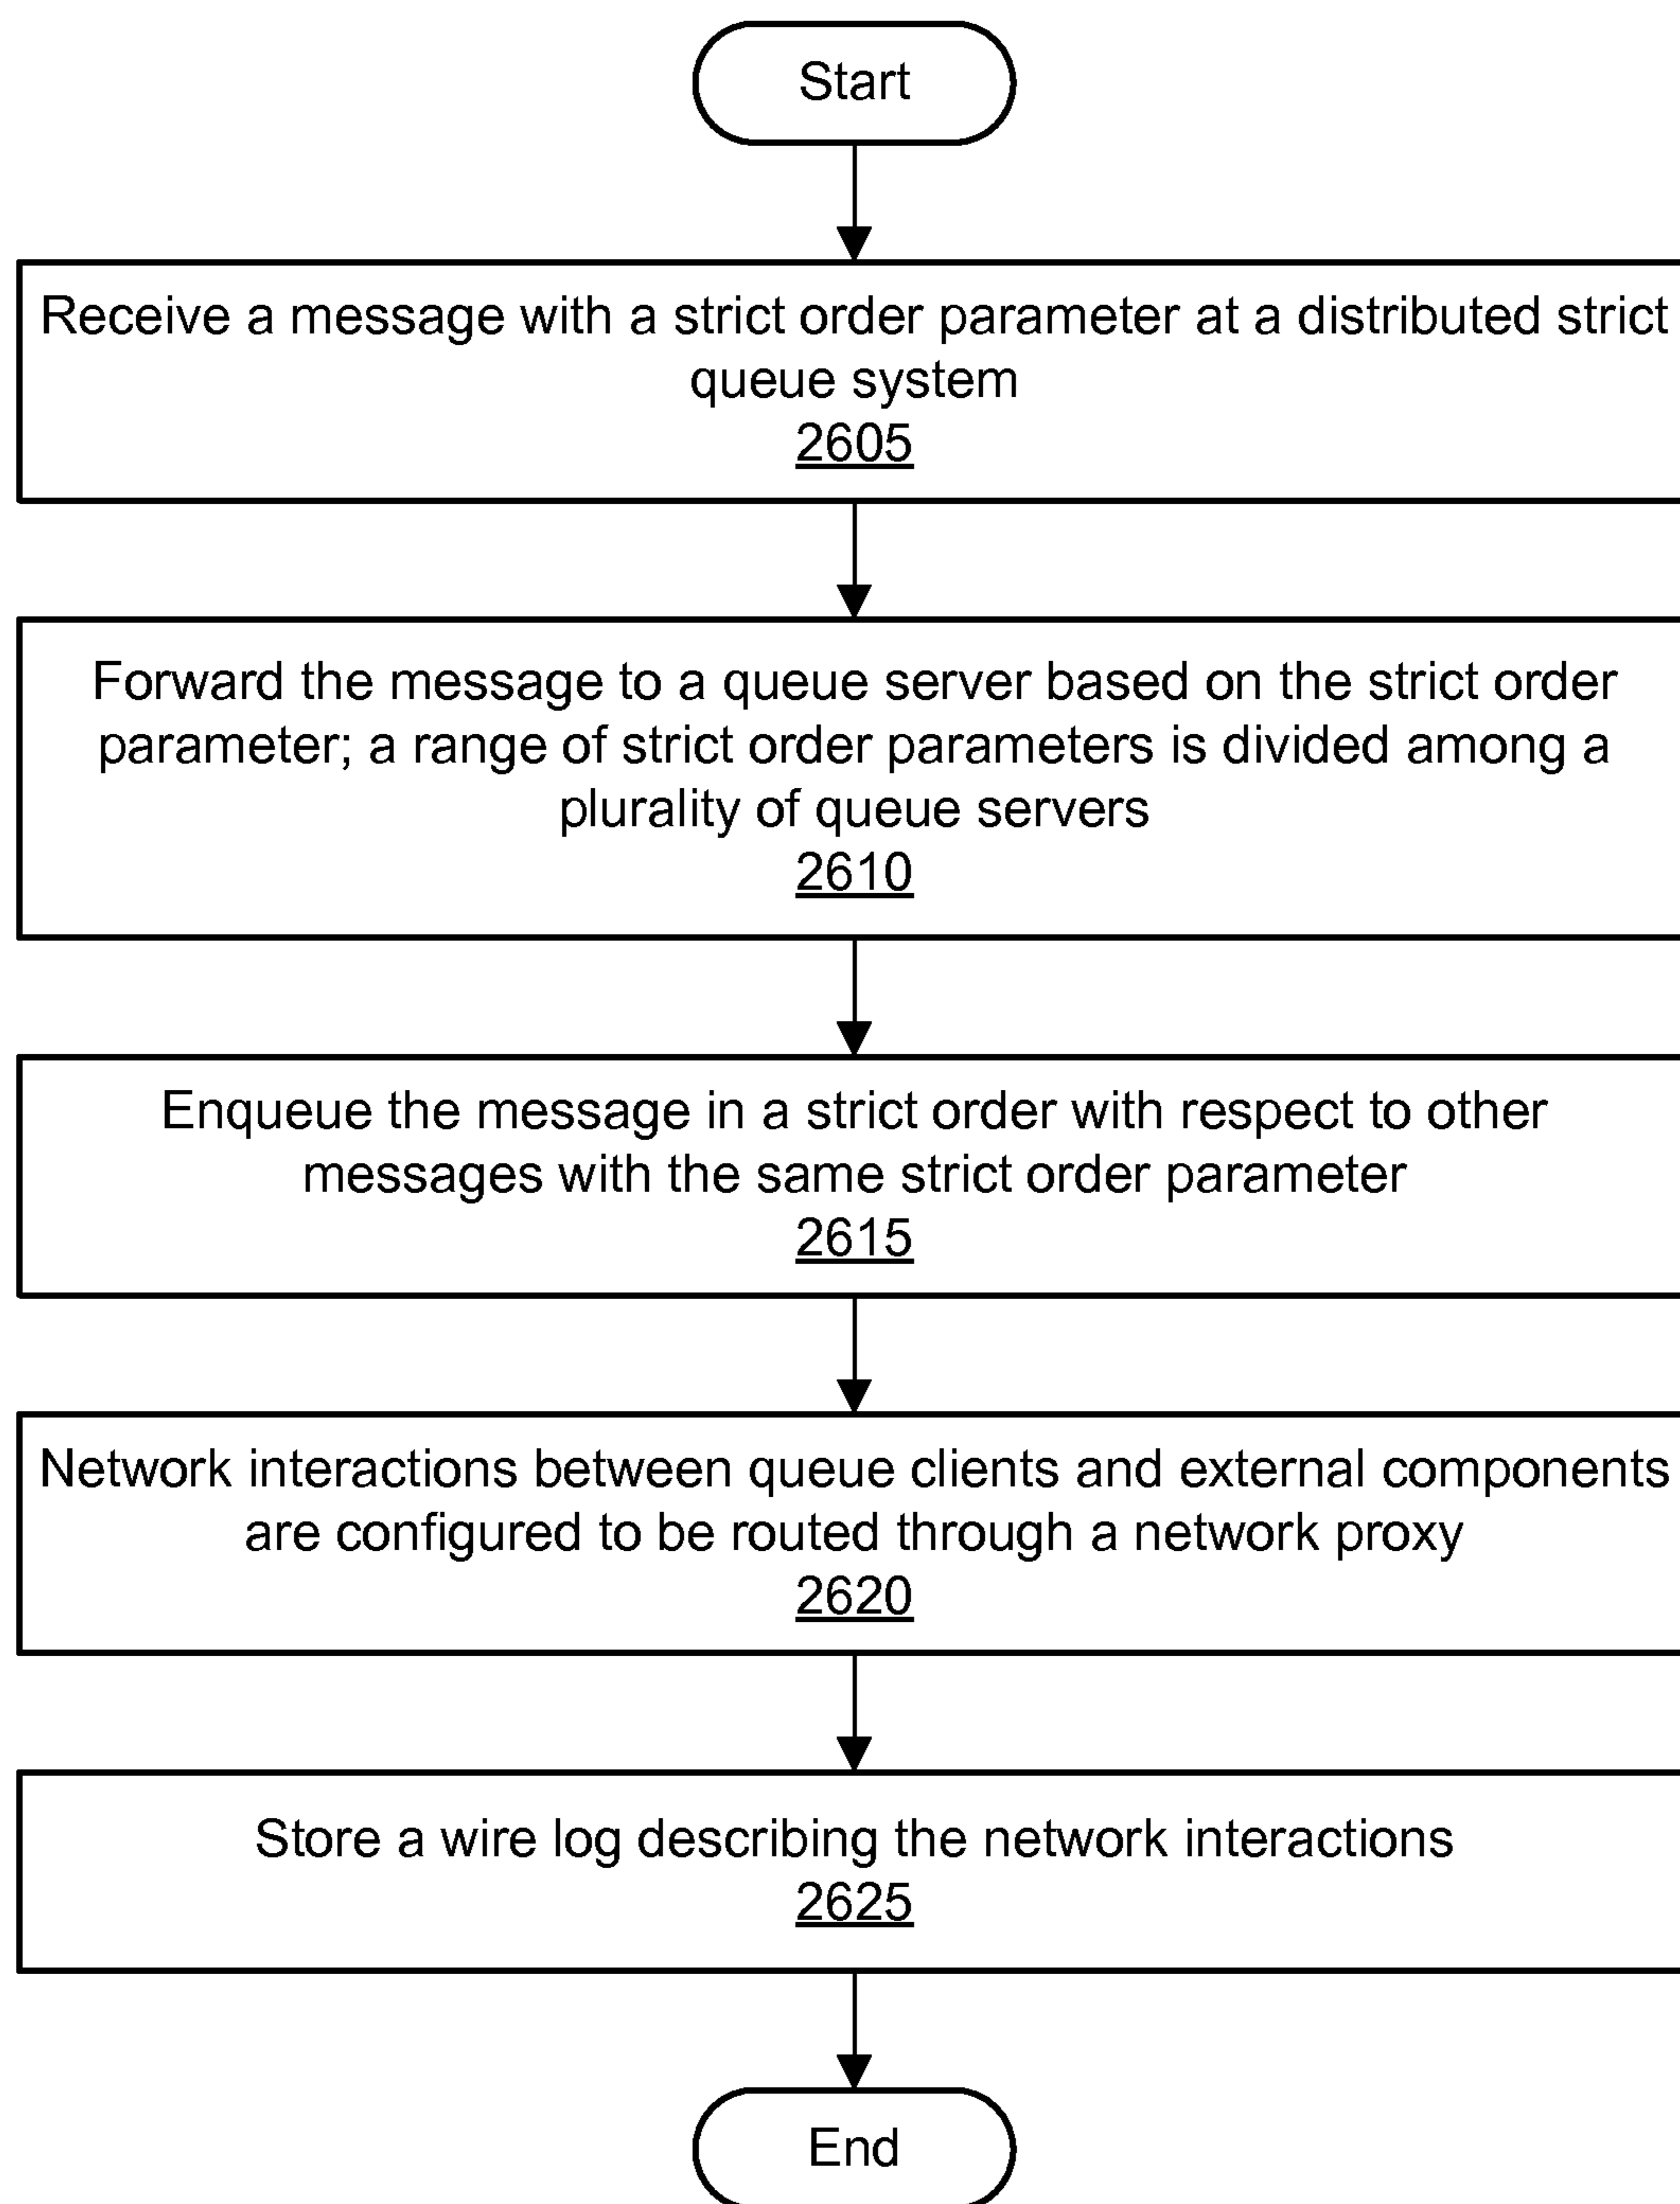 Start
Receive a message with a strict order parameter at a distributed strict
queue system
2605
Forward the message to a queue server based on the strict order
parameter; a range of strict order parameters is divided among a
plurality of queue servers
2610
Enqueue the message in a strict order with respect to other
messages with the same strict order parameter
2615
Network interactions between queue clients and external components
are configured to be routed through a network proxy
2620
Store a wire log describing the network interactions
2625
End